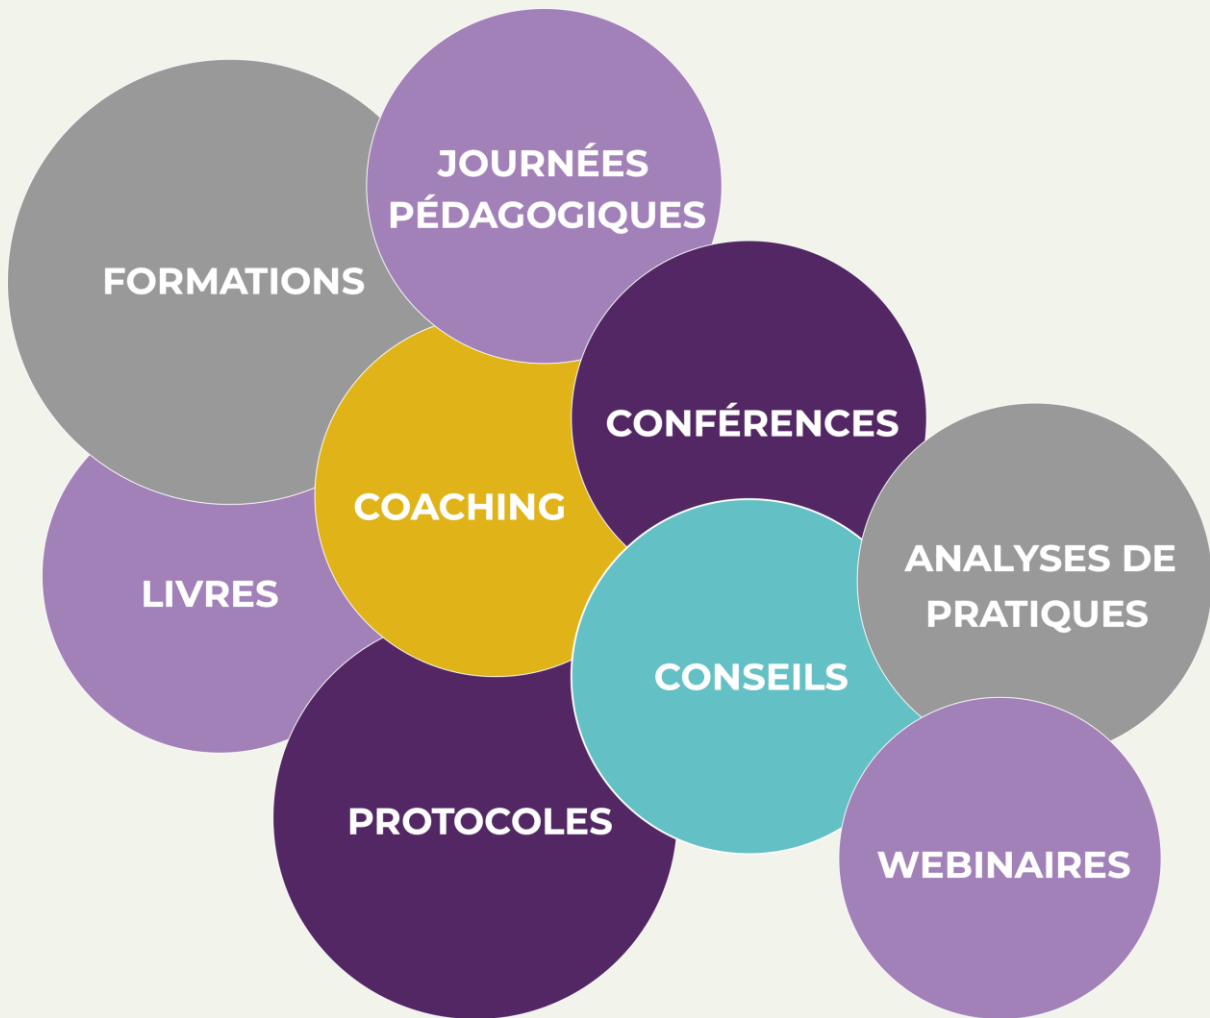 JOURNÉES
PÉDAGOGIQUES
FORMATIONS
CONFÉRENCES
COACHING
ANALYSES DE
PRATIQUES
LIVRES
CONSEILS
PROTOCOLES
WEBINAIRES